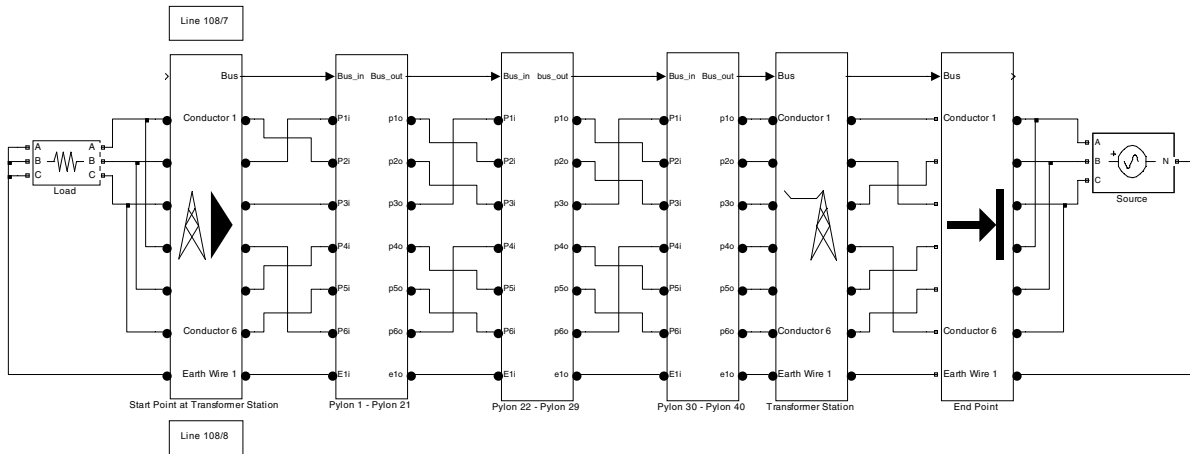 Line 108/7
Bus Bus_in Bus_out Bus_in bus_out Bus_in Bus_out Bus Bus
Conductor 1 P1i p1o P1i p1o P1i p1o Conductor 1 Conductor 1
A A
B B
C C
Load
P2i p2o P2i p2o P2i p2o
P3i p3o P3i p3o P3i p3o
A
B
C
+
N
Source
P4i p4o P4i p4o P4i p4o
P5i p5o P5i p5o P5i p5o
Conductor 6 P6i p6o P6i p6o P6i p6o Conductor 6 Conductor 6
Earth Wire 1 E1i e1o E1i e1o E1i e1o Earth Wire 1 Earth Wire 1
Start Point at Transformer Station Pylon 1 - Pylon 21 Pylon 22 - Pylon 29 Pylon 30 - Pylon 40 Transformer Station End Point
Line 108/8